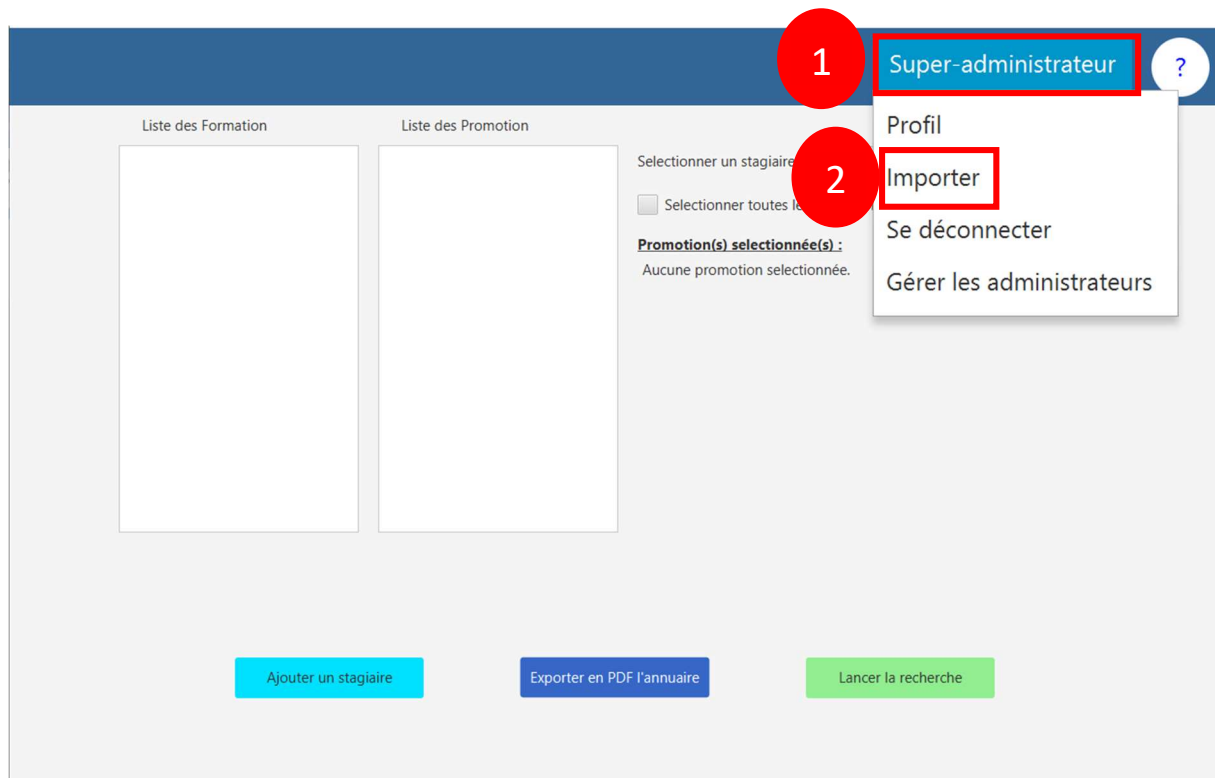 1
Super-administrateur
?
Liste des Formation
Liste des Promotion
Profil
Selectionner un stagiaire
2
Importer
Selectionner toutes
Se déconnecter
Promotion(s) selectionnée(s) :
Aucune promotion selectionnée.
Gérer les administrateurs
Ajouter un stagiaire
Exporter en PDF l'annuaire
Lancer la recherche